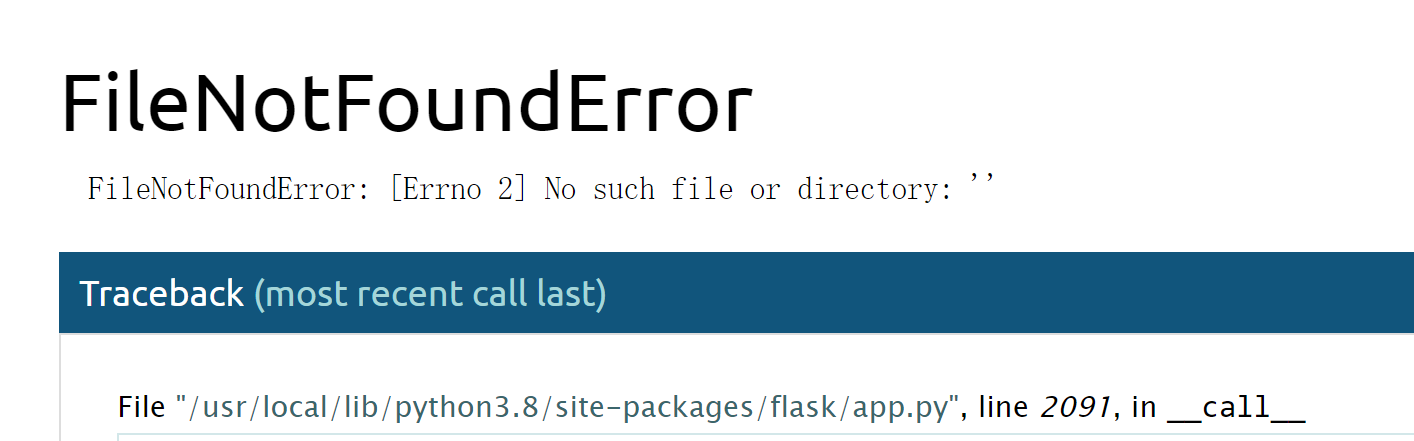 FileNotFoundError
FileNotFoundError: [Errno 2] No such file or directory: ''
Traceback (most recent call last)
File "/usr/local/lib/python3.8/site-packages/flask/app.py", line 2091, in __call__